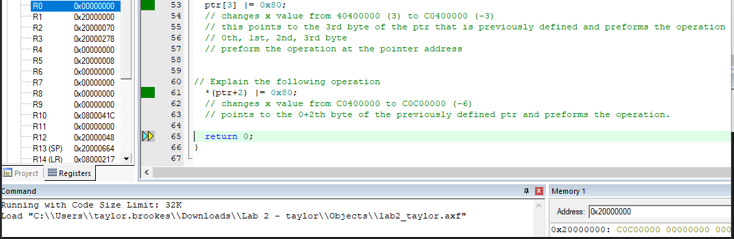 R0 0x00000000
R1 0x20000000
R2 0x20000070
R3 0x20000278
R4 0x00000000
R5 0x20000008
R6 0x00000000
R7 0x00000000
R8 0x00000000
R9 0x00000000
R10 0x0800041C
R11 0x00000000
R12 0x20000048
R13 (SP) 0x20000664
R14 (LR) 0x08000217
Project Registers
53 ptr[3] |= 0x80;
54 // changes x value from 40400000 (3) to C0400000 (-3)
55 // this points to the 3rd byte of the ptr that is previously defined and preforms the operation
56 // 0th, 1st, 2nd, 3rd byte
57 // preform the operation at the pointer address
58
59
60 // Explain the following operation
61 *(ptr+2) |= 0x80;
62 // changes x value from C0400000 to C0C00000 (-6)
63 // points to the 0+2th byte of the previously defined ptr and preforms the operation.
64
65 return 0;
66 }
67
Command
Running with Code Size Limit: 32K
Load "C:\\Users\\taylor.brookes\\Downloads\\Lab 2 - taylor\\Objects\\lab2_taylor.axf"
Memory 1
Address: 0x20000000
0x20000000: C0C00000 00000000 000